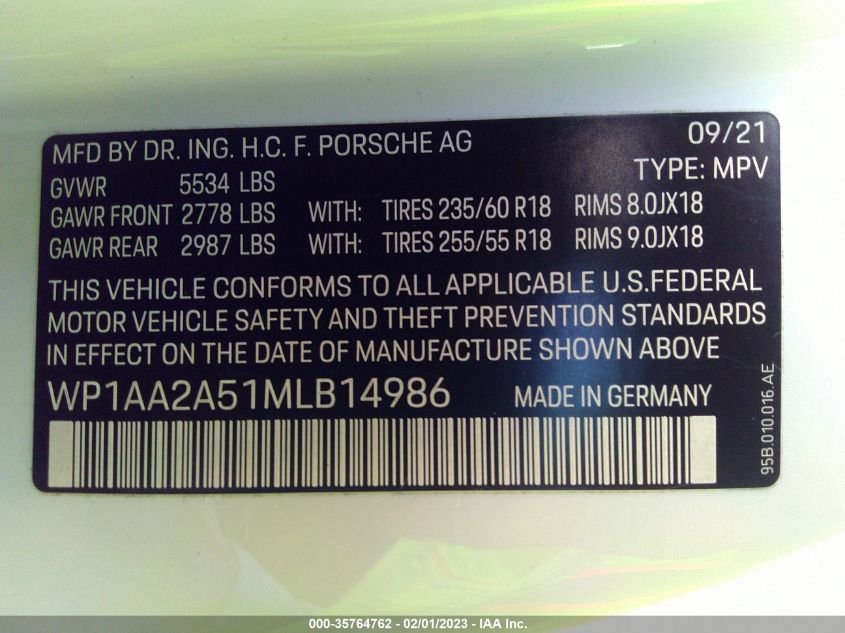 MFD BY DR. ING. H.C. F. PORSCHE AG 09/21
GVWR 5534 LBS TYPE: MPV
GAWR FRONT 2778 LBS WITH: TIRES 235/60 R18 RIMS 8.0JX18
GAWR REAR 2987 LBS WITH: TIRES 255/55 R18 RIMS 9.0JX18
THIS VEHICLE CONFORMS TO ALL APPLICABLE U.S.FEDERAL
MOTOR VEHICLE SAFETY AND THEFT PREVENTION STANDARDS
IN EFFECT ON THE DATE OF MANUFACTURE SHOWN ABOVE
WP1AA2A51MLB14986 MADE IN GERMANY
95B.010.016.AE
000-35764762 - 02/01/2023 - IAA Inc.